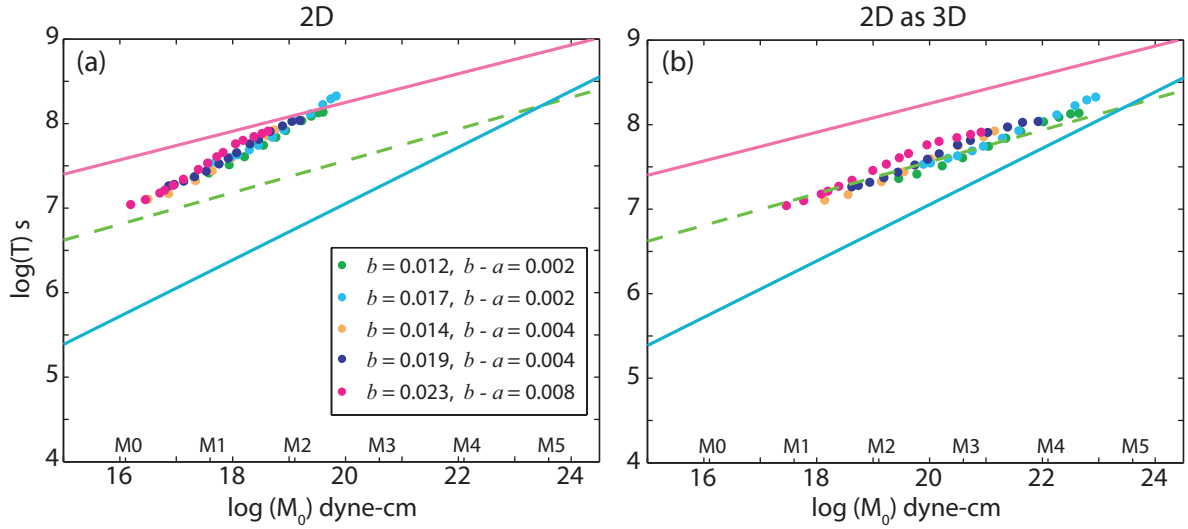 2D
2D as 3D
(a)
(b)
9
8
7
6
5
4
log(T) s
9
8
7
6
5
4
b = 0.012, b - a = 0.002
b = 0.017, b - a = 0.002
b = 0.014, b - a = 0.004
b = 0.019, b - a = 0.004
b = 0.023, b - a = 0.008
M0 M1 M2 M3 M4 M5
M0 M1 M2 M3 M4 M5
16 18 20 22 24
16 18 20 22 24
log (M₀) dyne-cm
log (M₀) dyne-cm